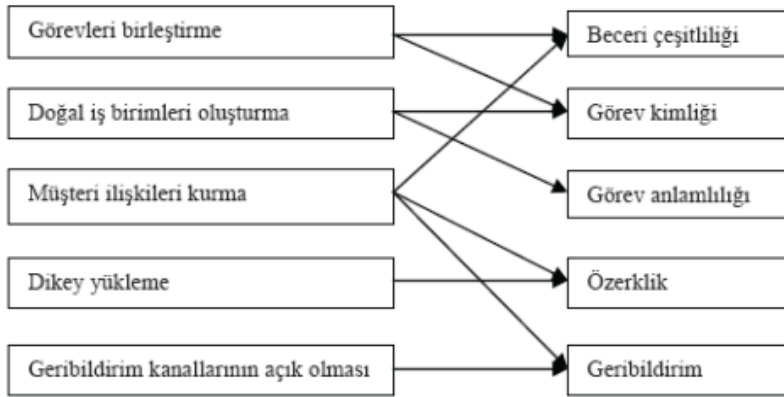 Görevleri birleştirme
Beceri çeşitliliği
Doğal iş birimleri oluşturma
Görev kimliği
Müşteri ilişkileri kurma
Görev anlamlılığı
Dikey yükleme
Özerklik
Geribildirim kanallarının açık olması
Geribildirim